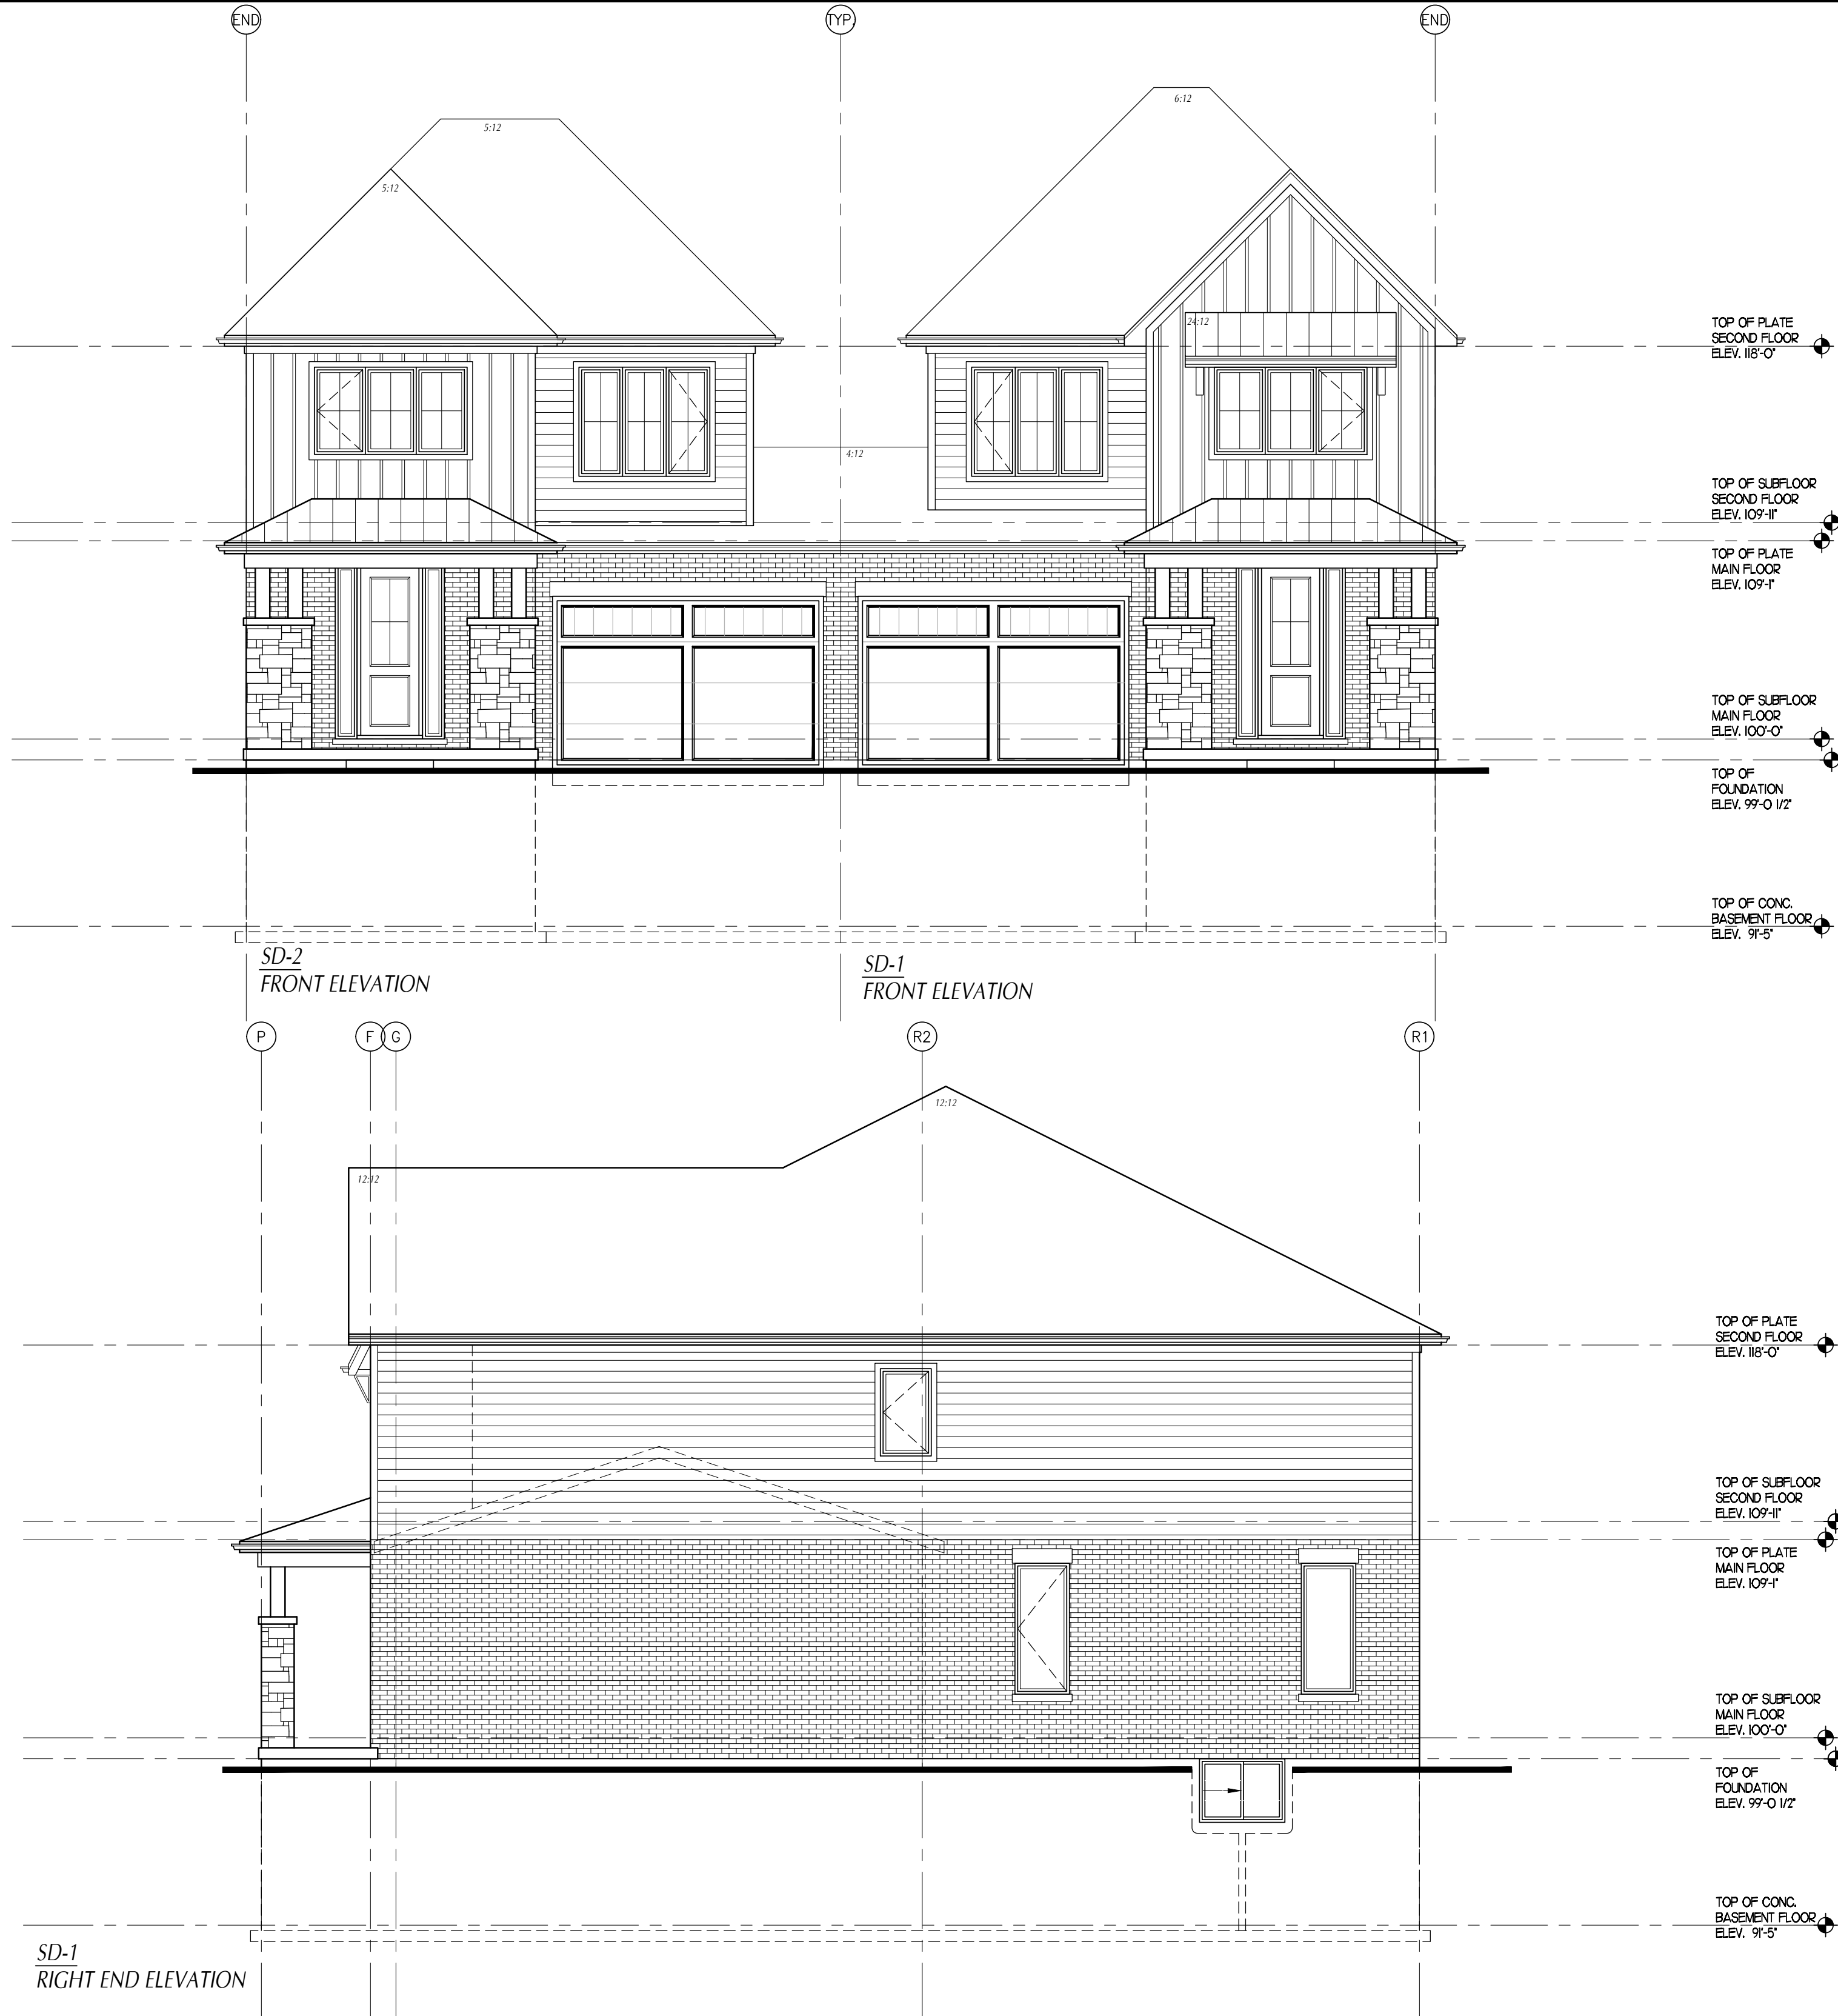 END
TYP.
END
6:12
5:12
5:12
24:12
4:12
TOP OF PLATE
SECOND FLOOR
ELEV. 118'-0"
TOP OF SUBFLOOR
SECOND FLOOR
ELEV. 109'-11"
TOP OF PLATE
MAIN FLOOR
ELEV. 109'-1"
TOP OF SUBFLOOR
MAIN FLOOR
ELEV. 100'-0"
TOP OF
FOUNDATION
ELEV. 99'-0 1/2"
TOP OF CONC.
BASEMENT FLOOR
ELEV. 91'-5"
SD-2
FRONT ELEVATION
SD-1
FRONT ELEVATION
P
F
G
R2
R1
12:12
12:12
TOP OF PLATE
SECOND FLOOR
ELEV. 118'-0"
TOP OF SUBFLOOR
SECOND FLOOR
ELEV. 109'-11"
TOP OF PLATE
MAIN FLOOR
ELEV. 109'-1"
TOP OF SUBFLOOR
MAIN FLOOR
ELEV. 100'-0"
TOP OF
FOUNDATION
ELEV. 99'-0 1/2"
TOP OF CONC.
BASEMENT FLOOR
ELEV. 91'-5"
SD-1
RIGHT END ELEVATION